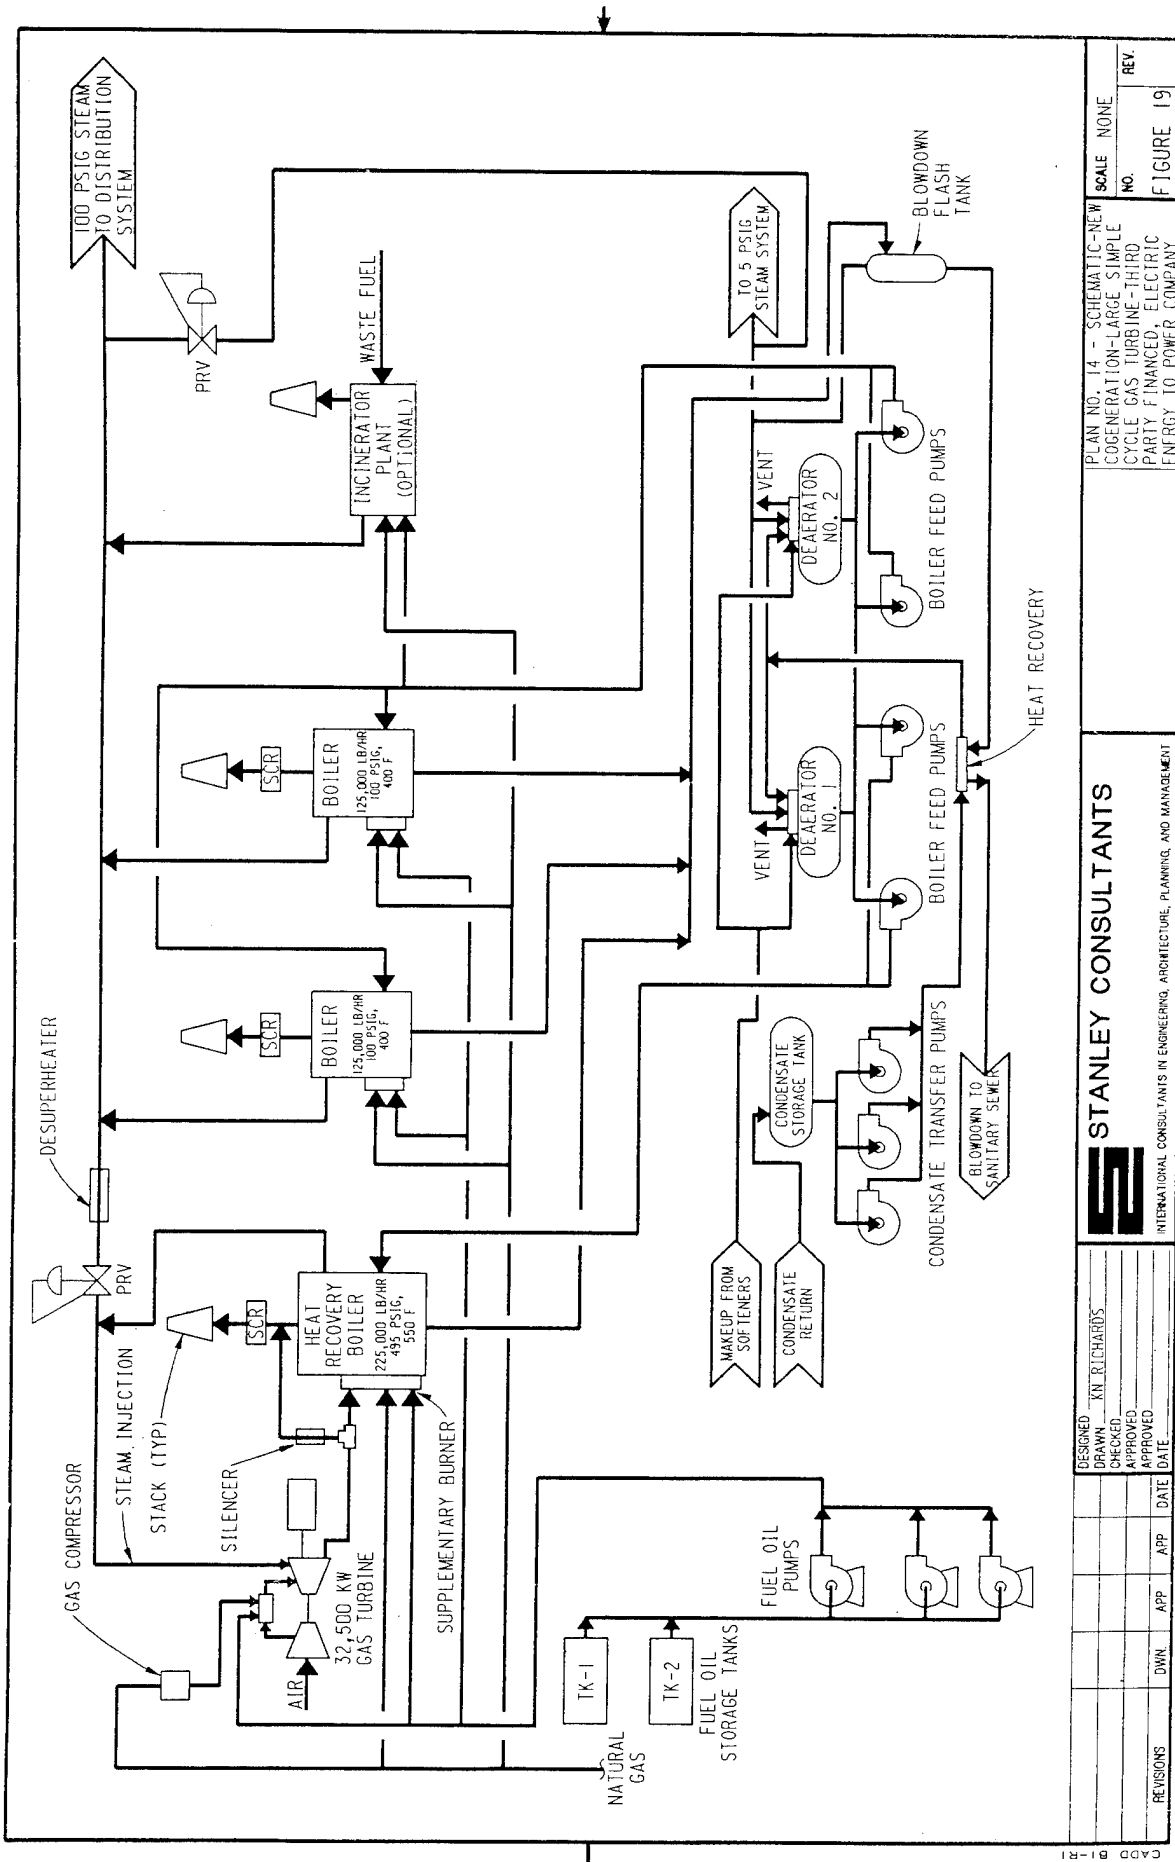 100 PSIG STEAM
TO DISTRIBUTION
SYSTEM
PRV
WASTE FUEL
INCINERATOR
PLANT
(OPTIONAL)
DESUPERHEATER
PRV
STEAM INJECTION
STACK (TYP)
GAS COMPRESSOR
SILENCER
SCR
HEAT
RECOVERY
BOILER
225,000 LB/HR
495 PSIG,
550 F
SCR
BOILER
125,000 LB/HR
100 PSIG,
400 F
SCR
BOILER
125,000 LB/HR
100 PSIG,
400 F
AIR
32,500 KW
GAS TURBINE
SUPPLEMENTARY BURNER
NATURAL
GAS
TK-1
TK-2
FUEL OIL
STORAGE TANKS
FUEL OIL
PUMPS
MAKEUP FROM
SOFTENERS
CONDENSATE
RETURN
CONDENSATE
STORAGE TANK
CONDENSATE TRANSFER PUMPS
BLOWDOWN TO
SANITARY SEWER
VENT
DEAERATOR
NO. 1
BOILER FEED PUMPS
VENT
DEAERATOR
NO. 2
BOILER FEED PUMPS
HEAT RECOVERY
TO 5 PSIG
STEAM SYSTEM
BLOWDOWN
FLASH
TANK
REVISIONS
DWN.
APP
APP
DATE
DESIGNED
DRAWN KN RICHARDS
CHECKED
APPROVED
APPROVED
DATE
STANLEY CONSULTANTS
INTERNATIONAL CONSULTANTS IN ENGINEERING, ARCHITECTURE, PLANNING, AND MANAGEMENT
PLAN NO. 14 - SCHEMATIC-NEW
COGENERATION-LARGE SIMPLE
CYCLE GAS TURBINE-THIRD
PARTY FINANCED, ELECTRIC
ENERGY TO POWER COMPANY
SCALE NONE
NO.
REV.
FIGURE 19
CADD B1-R1